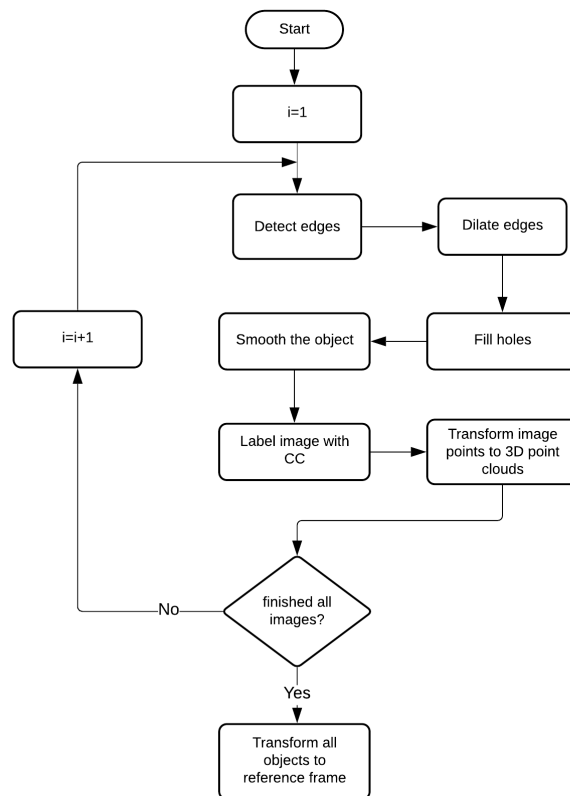 Start
i=1
Detect edges
Dilate edges
i=i+1
Smooth the object
Fill holes
Label image with
CC
Transform image
points to 3D point
clouds
finished all
images?
No
Yes
Transform all
objects to
reference frame